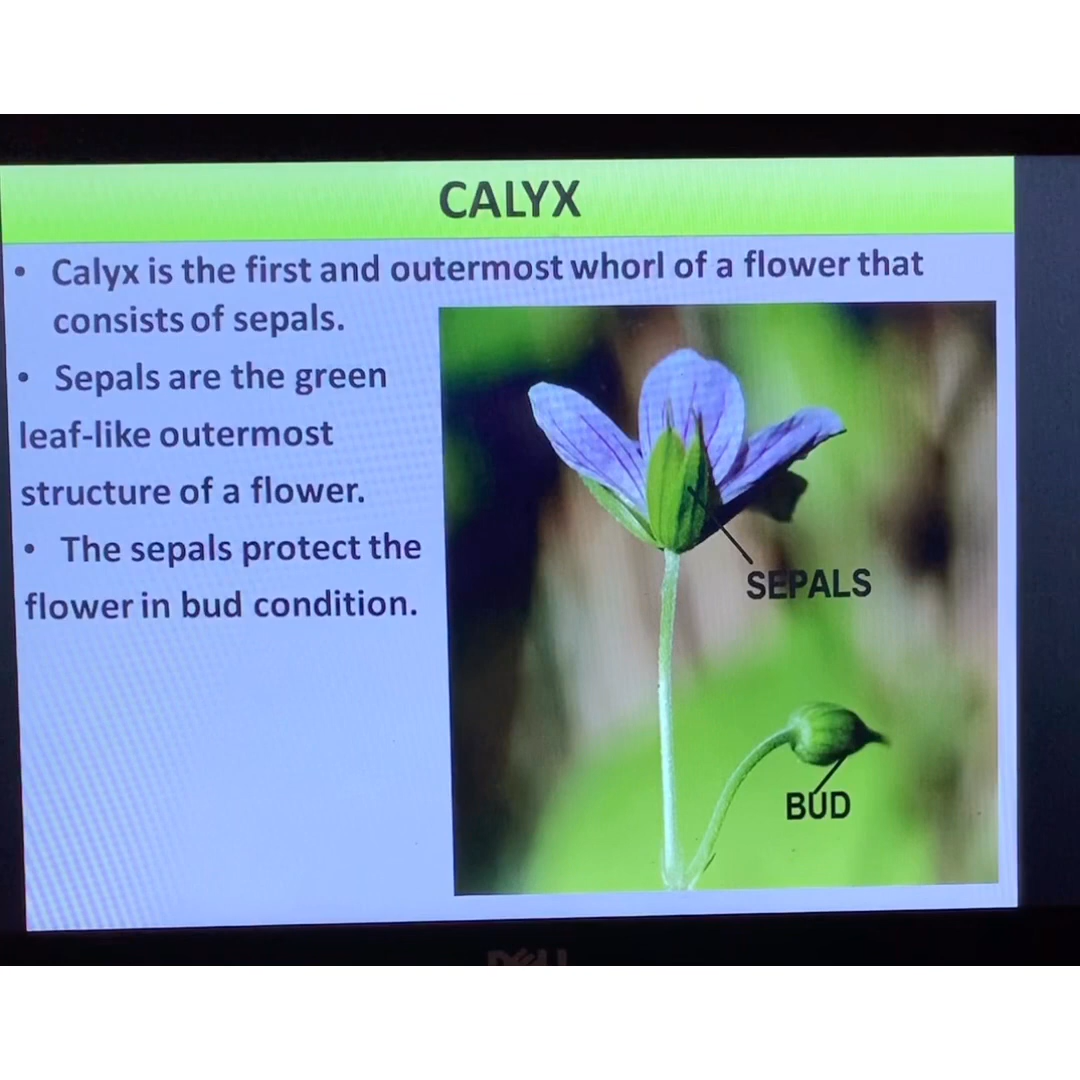 CALYX
• Calyx is the first and outermost whorl of a flower that
consists of sepals.
• Sepals are the green
leaf-like outermost
structure of a flower.
• The sepals protect the
flower in bud condition.
SEPALS
BUD
DELL